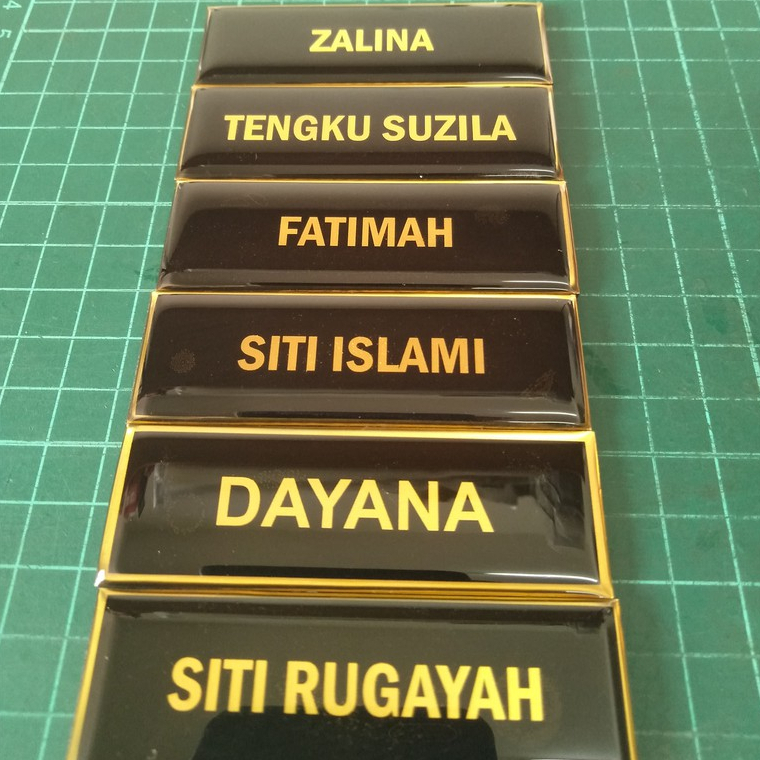 ZALINA
TENGKU SUZILA
FATIMAH
SITI ISLAMI
DAYANA
SITI RUGAYAH